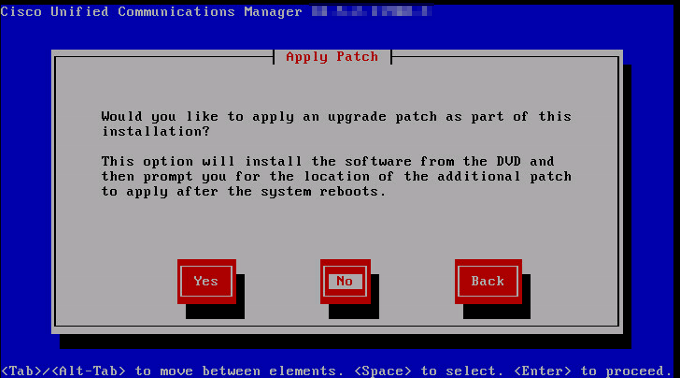 Cisco Unified Communications Manager
Apply Patch
Would you like to apply an upgrade patch as part of this
installation?
This option will install the software from the DVD and
then prompt you for the location of the additional patch
to apply after the system reboots.
Yes
No
Back
<Tab>/<Alt-Tab> to move between elements. <Space> to select. <Enter> to proceed.